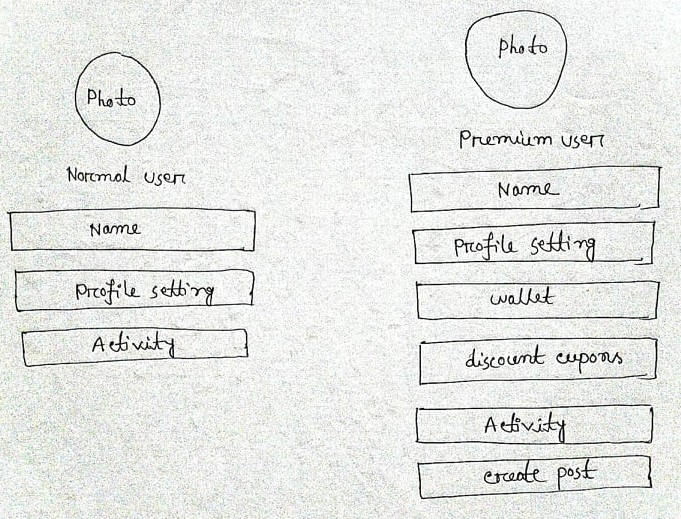 Photo
Normal user
Name
Profile setting
Activity
Photo
Premium user
Name
Profile setting
wallet
discount cupons
Activity
create post